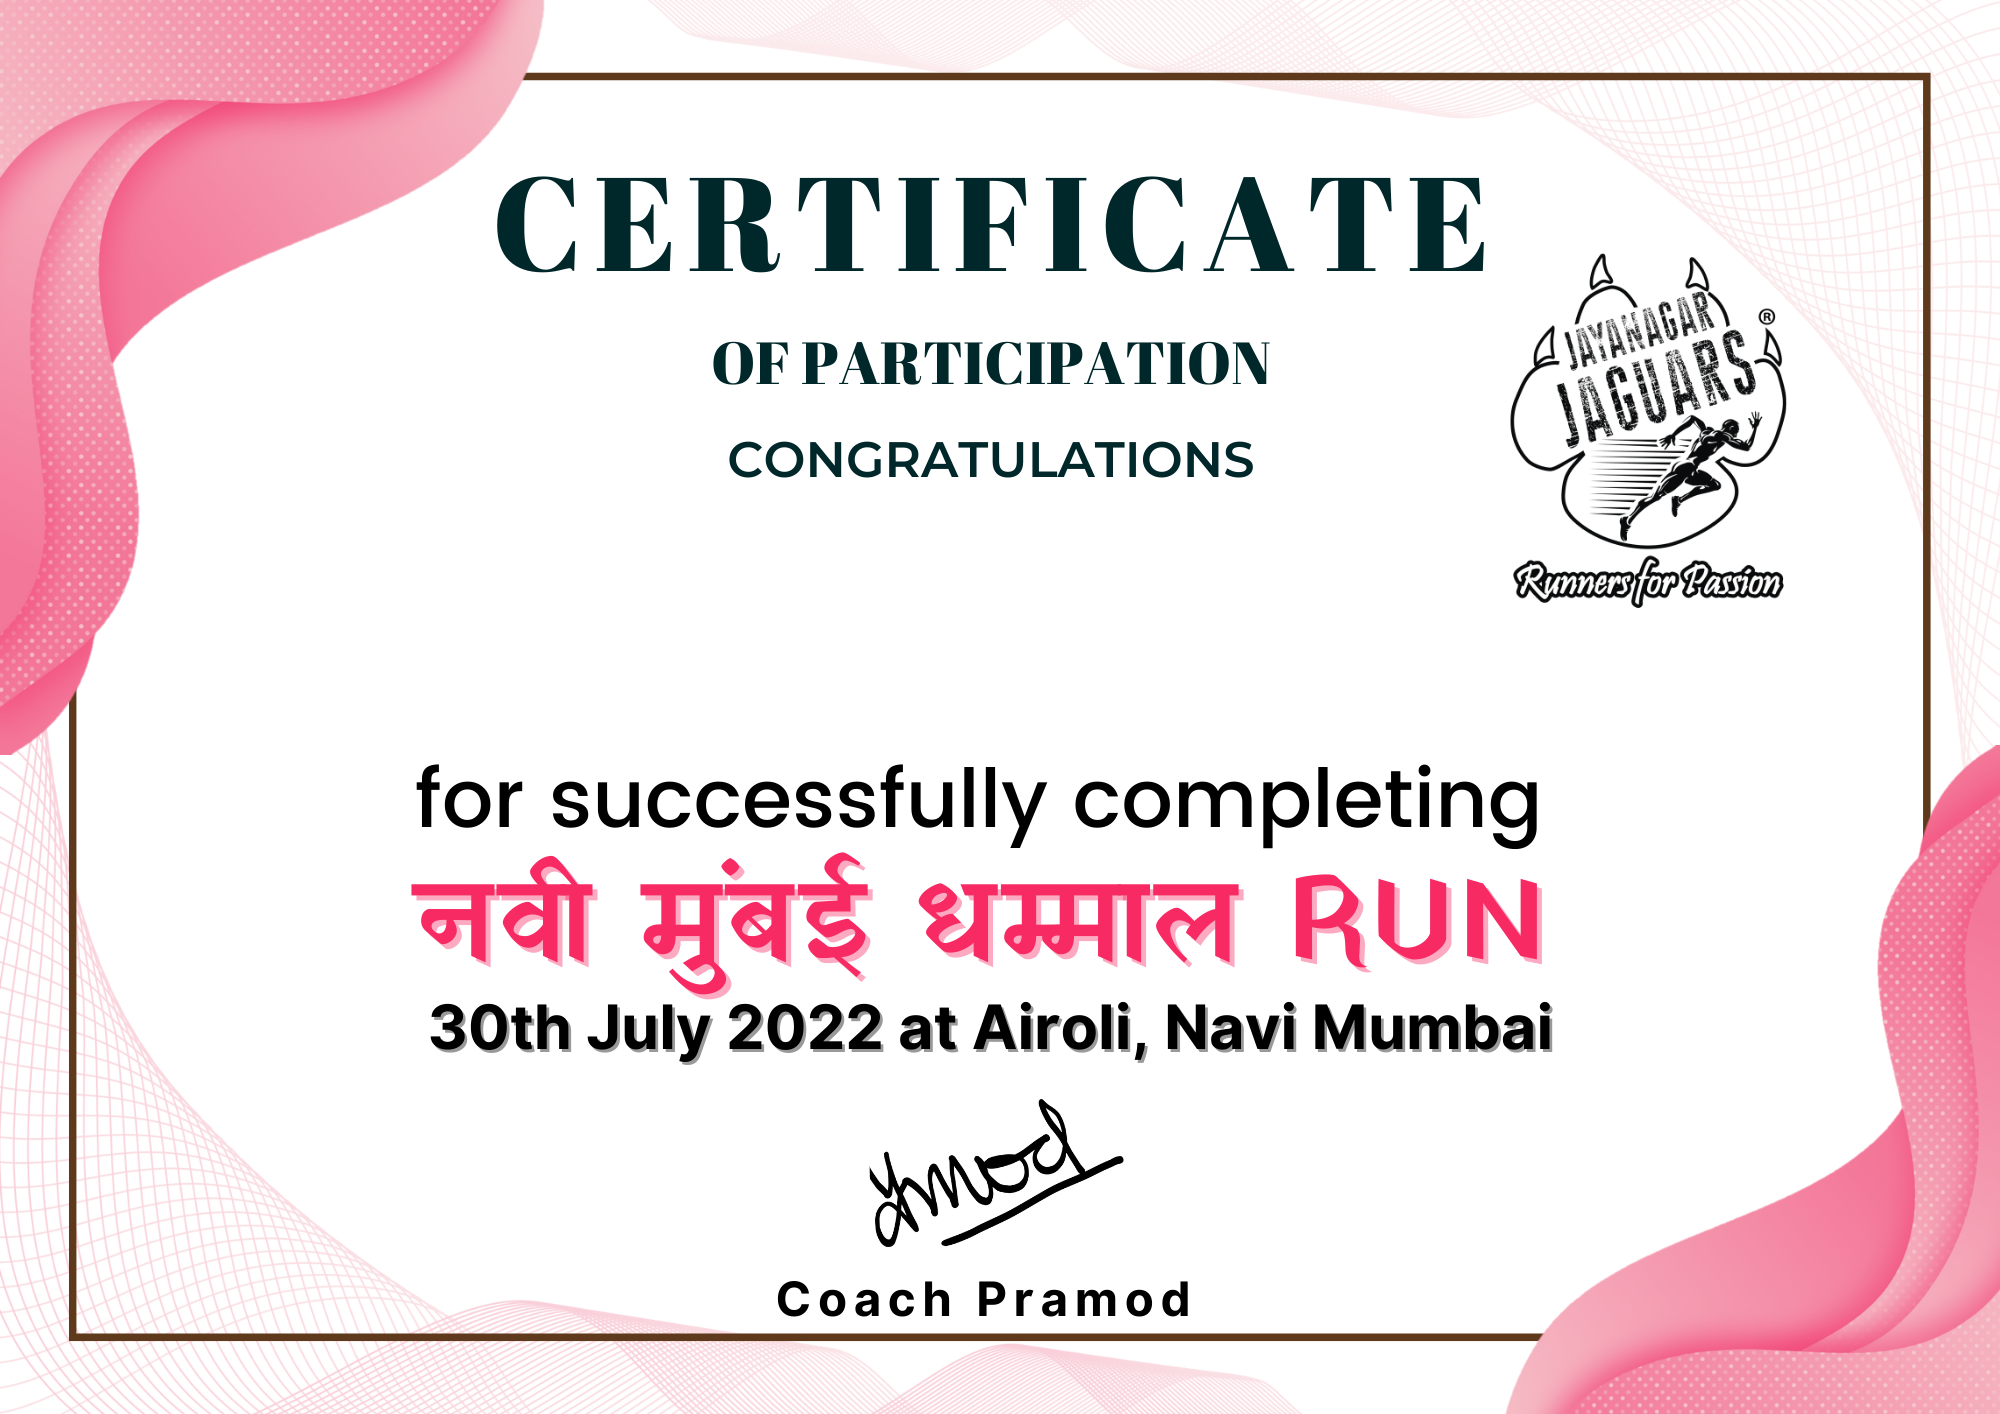 CERTIFICATE
OF PARTICIPATION
CONGRATULATIONS
JAYANAGAR
JAGUARS
®
Runners for Passion
for successfully completing
नवी मुंबई धम्माल RUN
30th July 2022 at Airoli, Navi Mumbai
Pramod
Coach Pramod